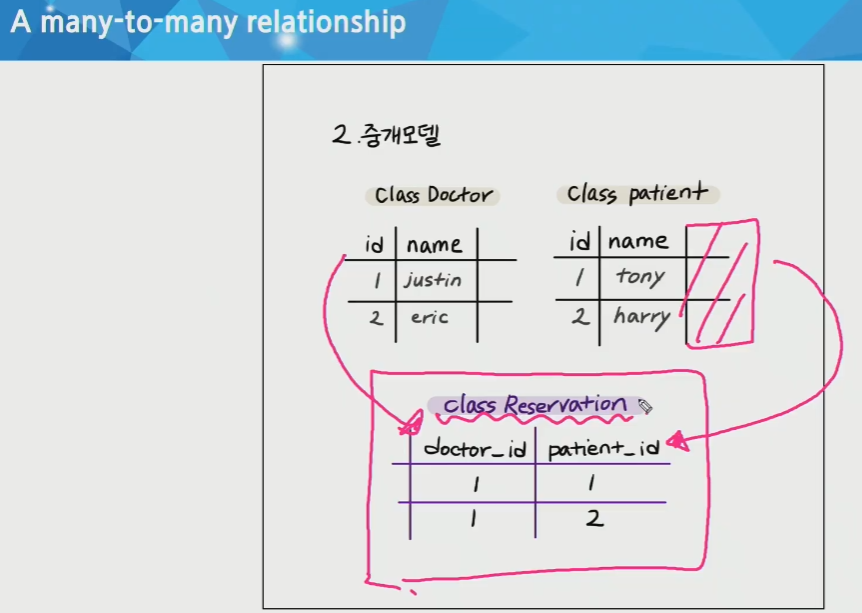 A many-to-many relationship
2.중개모델
Class Doctor
id name
1 justin
2 eric
Class patient
id name
1 tony
2 harry
Class Reservation
doctor_id patient_id
1 1
1 2